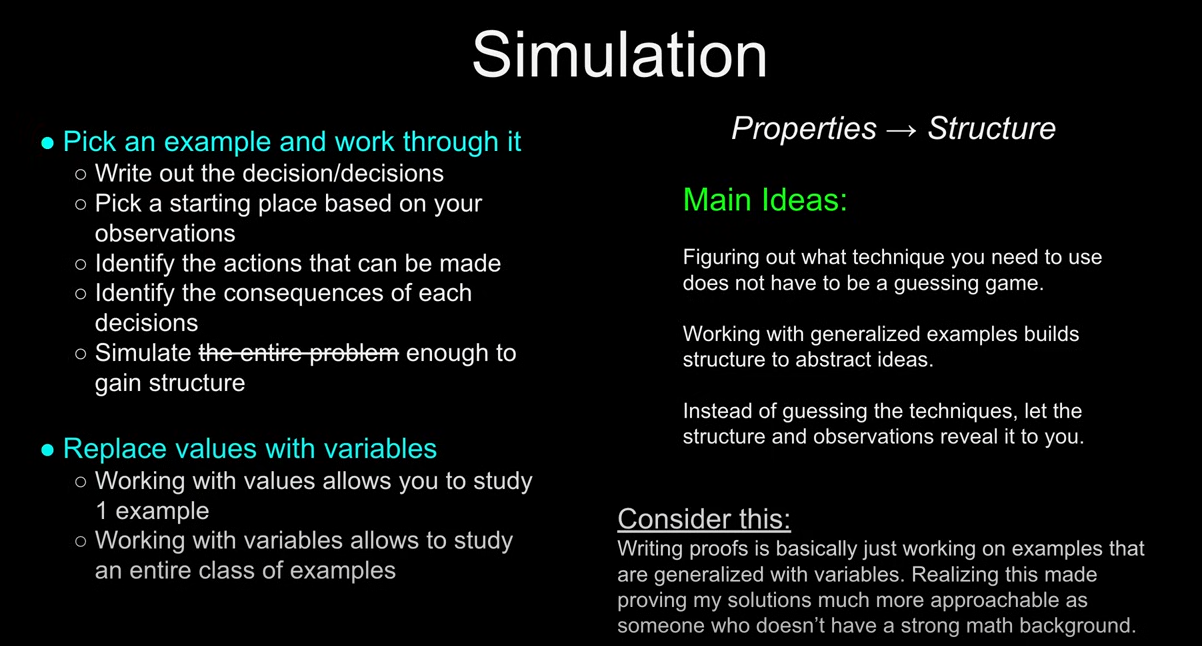 Simulation
● Pick an example and work through it
○ Write out the decision/decisions
○ Pick a starting place based on your
observations
○ Identify the actions that can be made
○ Identify the consequences of each
decisions
○ Simulate the entire problem enough to
gain structure
● Replace values with variables
○ Working with values allows you to study
1 example
○ Working with variables allows to study
an entire class of examples
Properties → Structure
Main Ideas:
Figuring out what technique you need to use
does not have to be a guessing game.
Working with generalized examples builds
structure to abstract ideas.
Instead of guessing the techniques, let the
structure and observations reveal it to you.
Consider this:
Writing proofs is basically just working on examples that
are generalized with variables. Realizing this made
proving my solutions much more approachable as
someone who doesn’t have a strong math background.